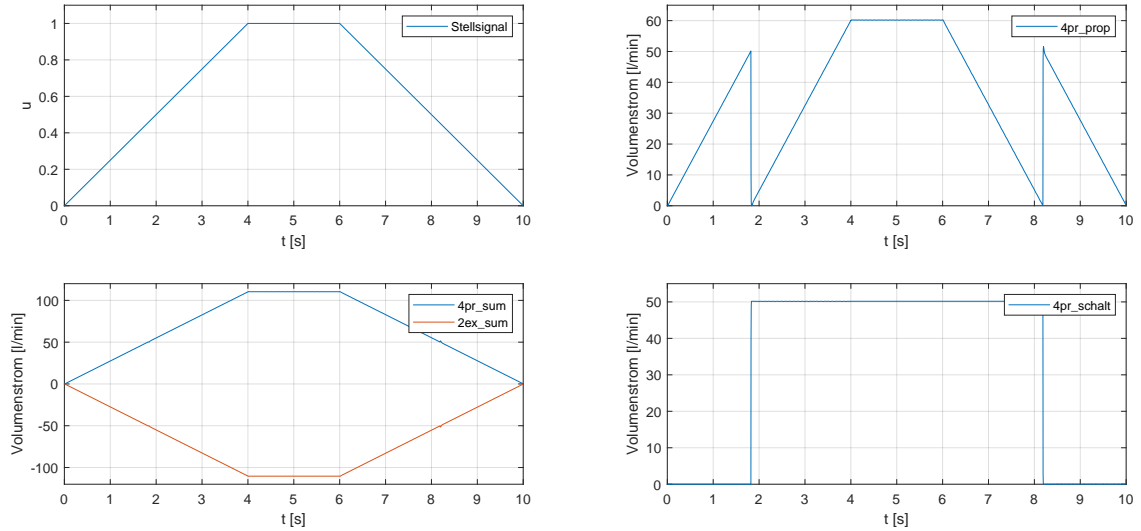 1
0.8
0.6
0.4
0.2
0
u
0 1 2 3 4 5 6 7 8 9 10
t [s]
Stellsignal
60
50
40
30
20
10
0
Volumenstrom [l/min]
0 1 2 3 4 5 6 7 8 9 10
t [s]
4pr_prop
100
50
0
-50
-100
Volumenstrom [l/min]
0 1 2 3 4 5 6 7 8 9 10
t [s]
4pr_sum
2ex_sum
50
40
30
20
10
0
Volumenstrom [l/min]
0 1 2 3 4 5 6 7 8 9 10
t [s]
4pr_schalt